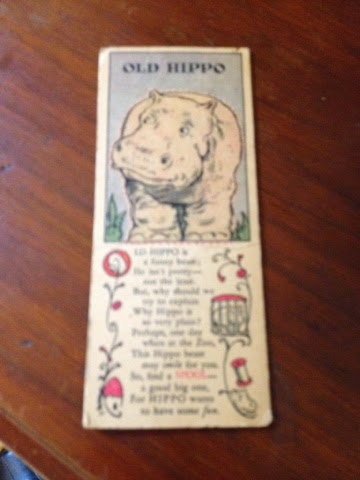 OLD HIPPO
OLD HIPPO is
a funny beast;
He isn't pretty—
not the least.
But, why should we
try to explain
Why Hippo is
so very plain?
Perhaps, one day
when at the Zoo,
This Hippo beast
may smile for you.
So, find a SPOOL—
a good big one,
For HIPPO wants
to have some fun.